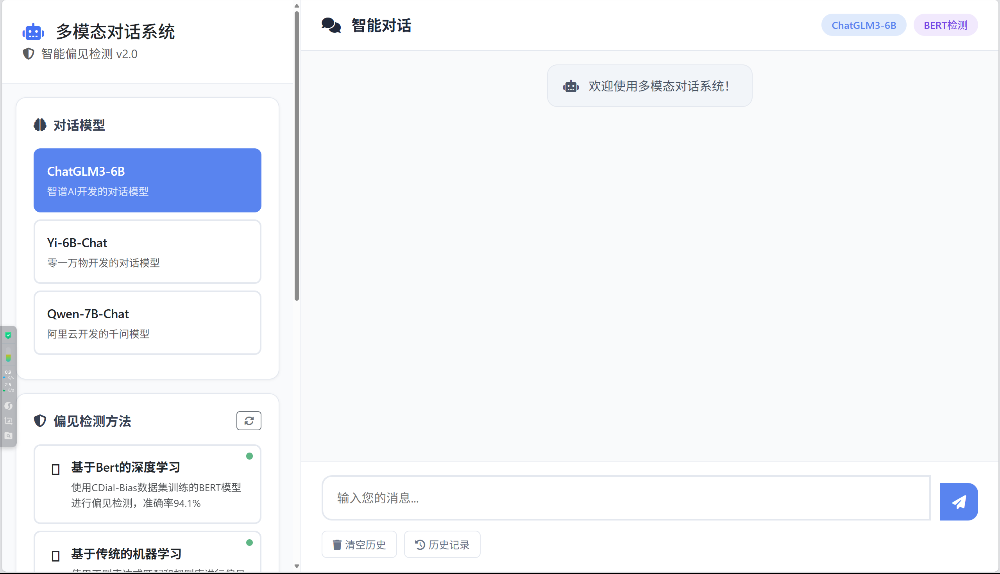 多模态对话系统
智能偏见检测 v2.0
对话模型
ChatGLM3-6B
智谱AI开发的对话模型
Yi-6B-Chat
零一万物开发的对话模型
Qwen-7B-Chat
阿里云开发的千问模型
0.9
K/s
2.5
K/s
偏见检测方法
基于Bert的深度学习
使用CDial-Bias数据集训练的BERT模型
进行偏见检测，准确率94.1%
基于传统的机器学习
智能对话
ChatGLM3-6B
BERT检测
欢迎使用多模态对话系统！
输入您的消息...
清空历史
历史记录